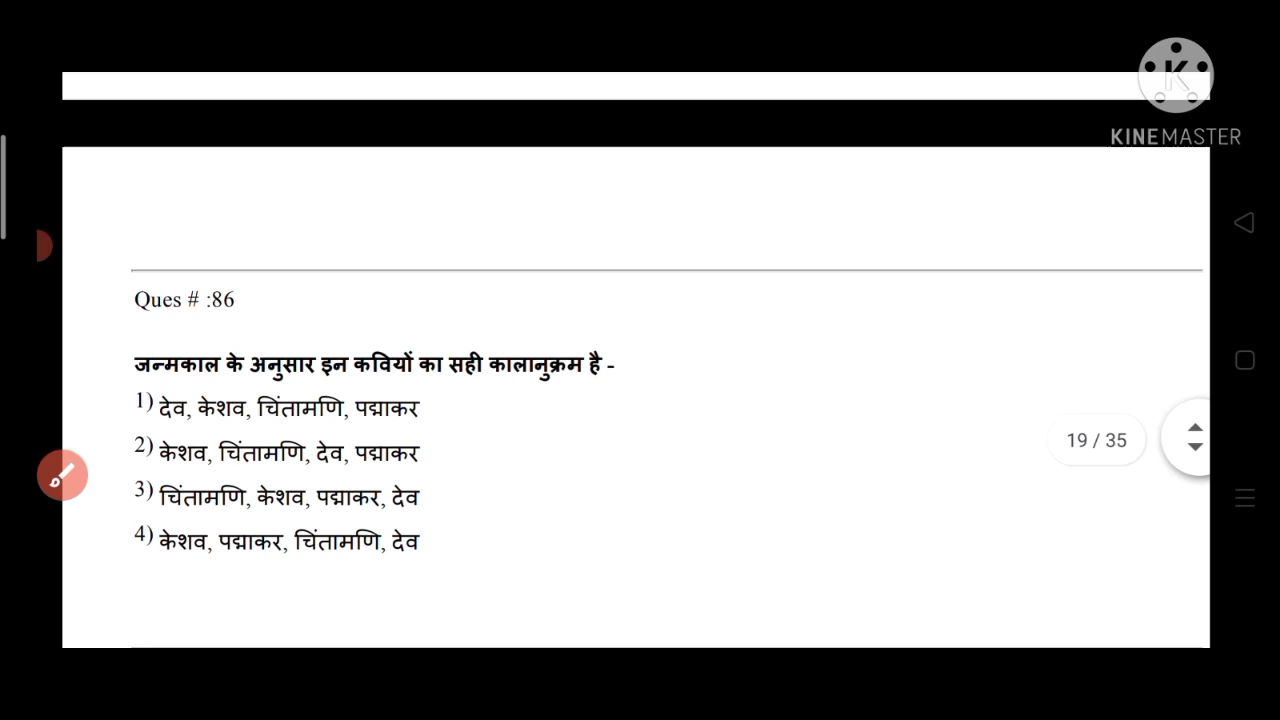 K
KINEMASTER
Ques # :86
जन्मकाल के अनुसार इन कवियों का सही कालानुक्रम है -
1) देव, केशव, चिंतामणि, पद्माकर
2) केशव, चिंतामणि, देव, पद्माकर
3) चिंतामणि, केशव, पद्माकर, देव
4) केशव, पद्माकर, चिंतामणि, देव
19 / 35